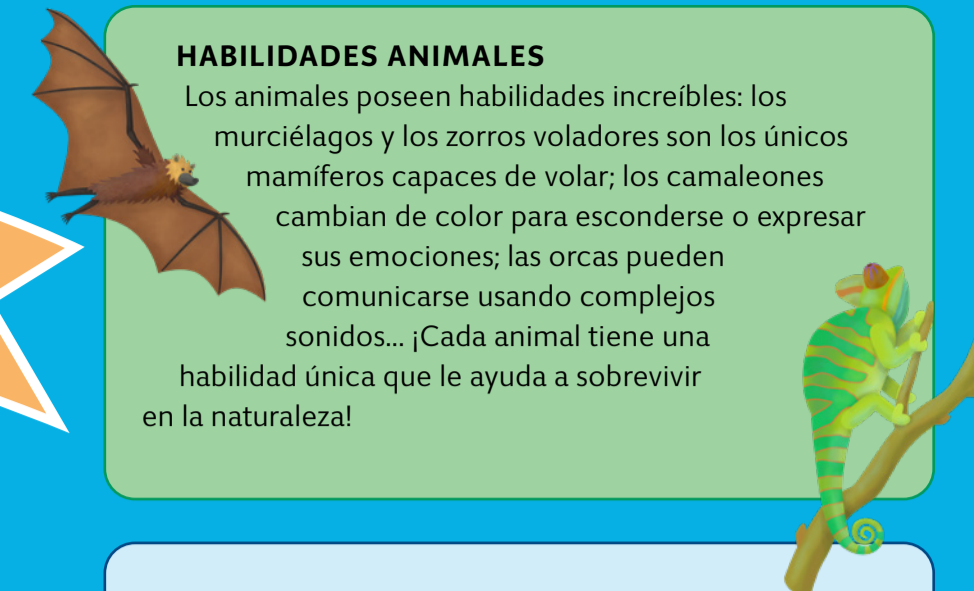 HABILIDADES ANIMALES
Los animales poseen habilidades increíbles: los
murciélagos y los zorros voladores son los únicos
mamíferos capaces de volar; los camaleones
cambian de color para esconderse o expresar
sus emociones; las orcas pueden
comunicarse usando complejos
sonidos... ¡Cada animal tiene una
habilidad única que le ayuda a sobrevivir
en la naturaleza!